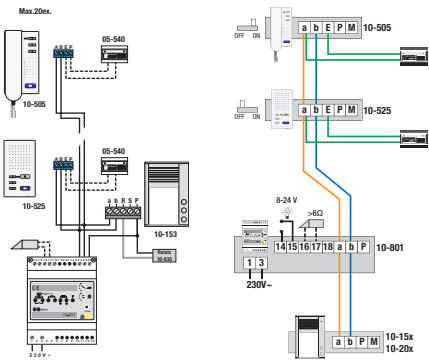 Max.20ex.
05-540
A B E P
10-505
05-540
A B E P
10-525
a b R S P
10-153
Relais
10-835
230V~
OFF ON
a b E P M
10-505
OFF ON
a b E P M
10-525
8-24 V
>6Ω
14 15 16 17 18 a b P
10-801
1 3
230V~
a b P M
10-15x
10-20x